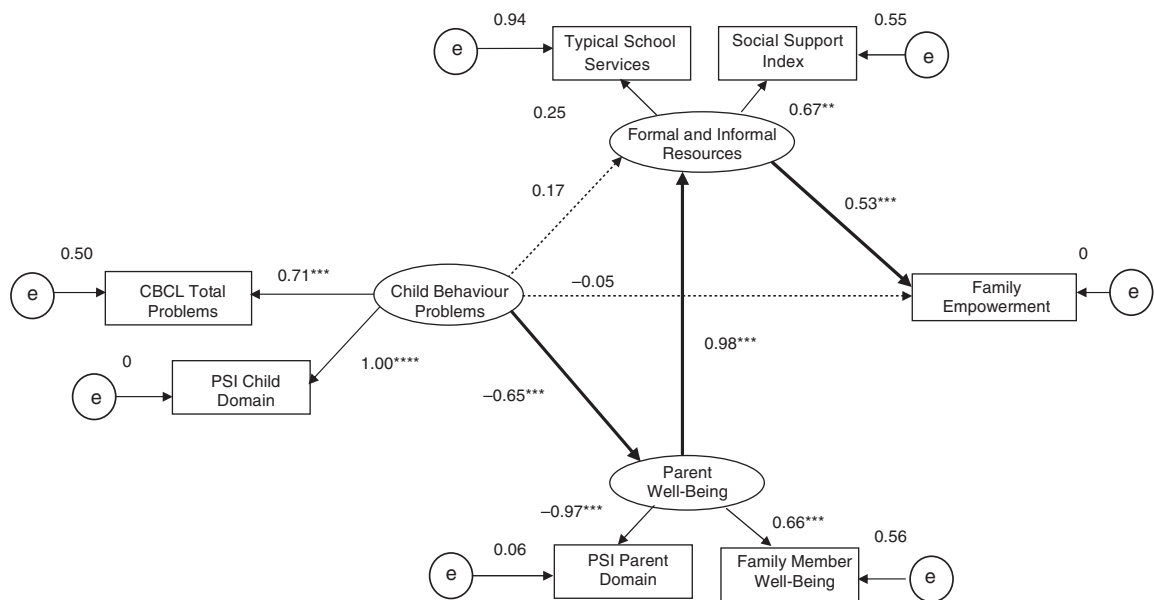 0.94
0.55
e
Typical School
Services
Social Support
Index
e
0.25
0.67**
Formal and Informal
Resources
0.17
0.53***
0.50
0
e
CBCL Total
Problems
0.71***
Child Behaviour
Problems
−0.05
Family
Empowerment
e
0
1.00****
0.98***
e
PSI Child
Domain
−0.65***
Parent
Well-Being
−0.97***
0.66***
0.06
0.56
e
PSI Parent
Domain
Family Member
Well-Being
e